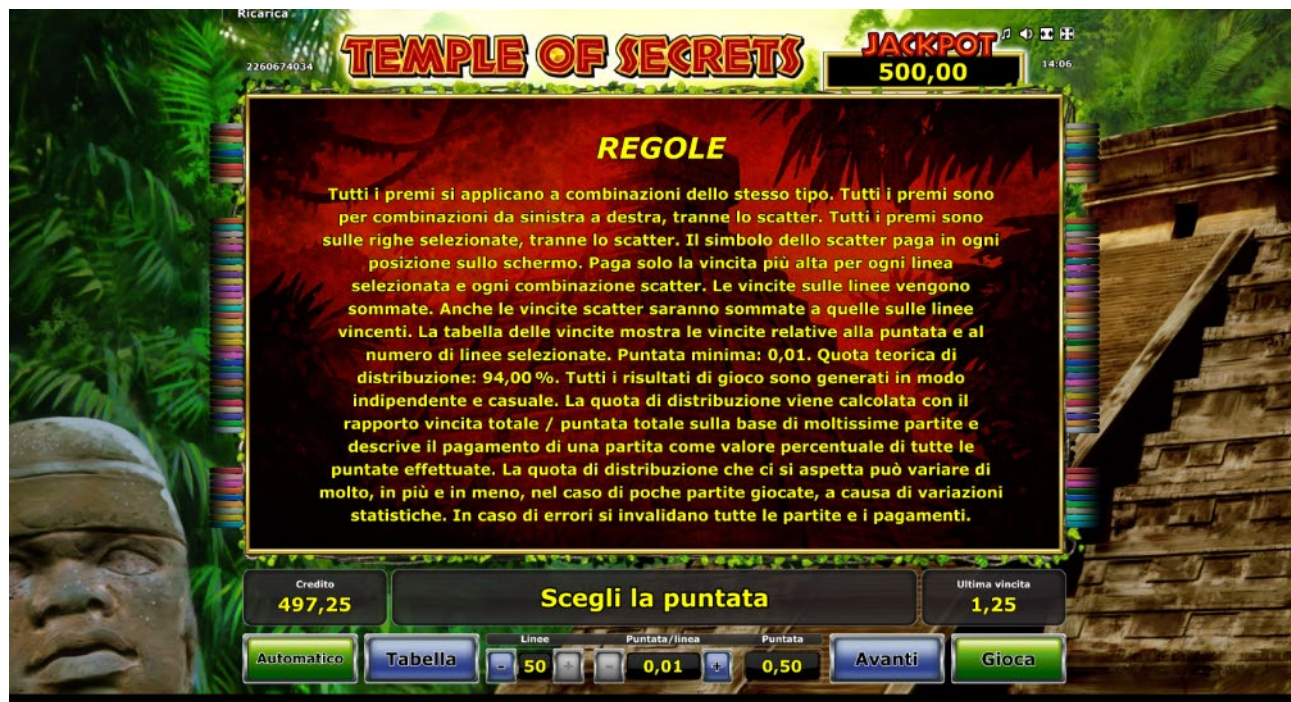 Ricarica
TEMPLE OF SECRETS
JACKPOT
500,00
2260674034
14:06
REGOLE
Tutti i premi si applicano a combinazioni dello stesso tipo. Tutti i premi sono
per combinazioni da sinistra a destra, tranne lo scatter. Tutti i premi sono
sulle righe selezionate, tranne lo scatter. Il simbolo dello scatter paga in ogni
posizione sullo schermo. Paga solo la vincita più alta per ogni linea
selezionata e ogni combinazione scatter. Le vincite sulle linee vengono
sommate. Anche le vincite scatter saranno sommate a quelle sulle linee
vincenti. La tabella delle vincite mostra le vincite relative alla puntata e al
numero di linee selezionate. Puntata minima: 0,01. Quota teorica di
distribuzione: 94,00 %. Tutti i risultati di gioco sono generati in modo
indipendente e casuale. La quota di distribuzione viene calcolata con il
rapporto vincita totale / puntata totale sulla base di moltissime partite e
descrive il pagamento di una partita come valore percentuale di tutte le
puntate effettuate. La quota di distribuzione che ci si aspetta può variare di
molto, in più e in meno, nel caso di poche partite giocate, a causa di variazioni
statistiche. In caso di errori si invalidano tutte le partite e i pagamenti.
Credito
497,25
Scegli la puntata
Ultima vincita
1,25
Automatico
Tabella
Linee
- 50 +
Puntata/linea
- 0,01 +
Puntata
0,50
Avanti
Gioca